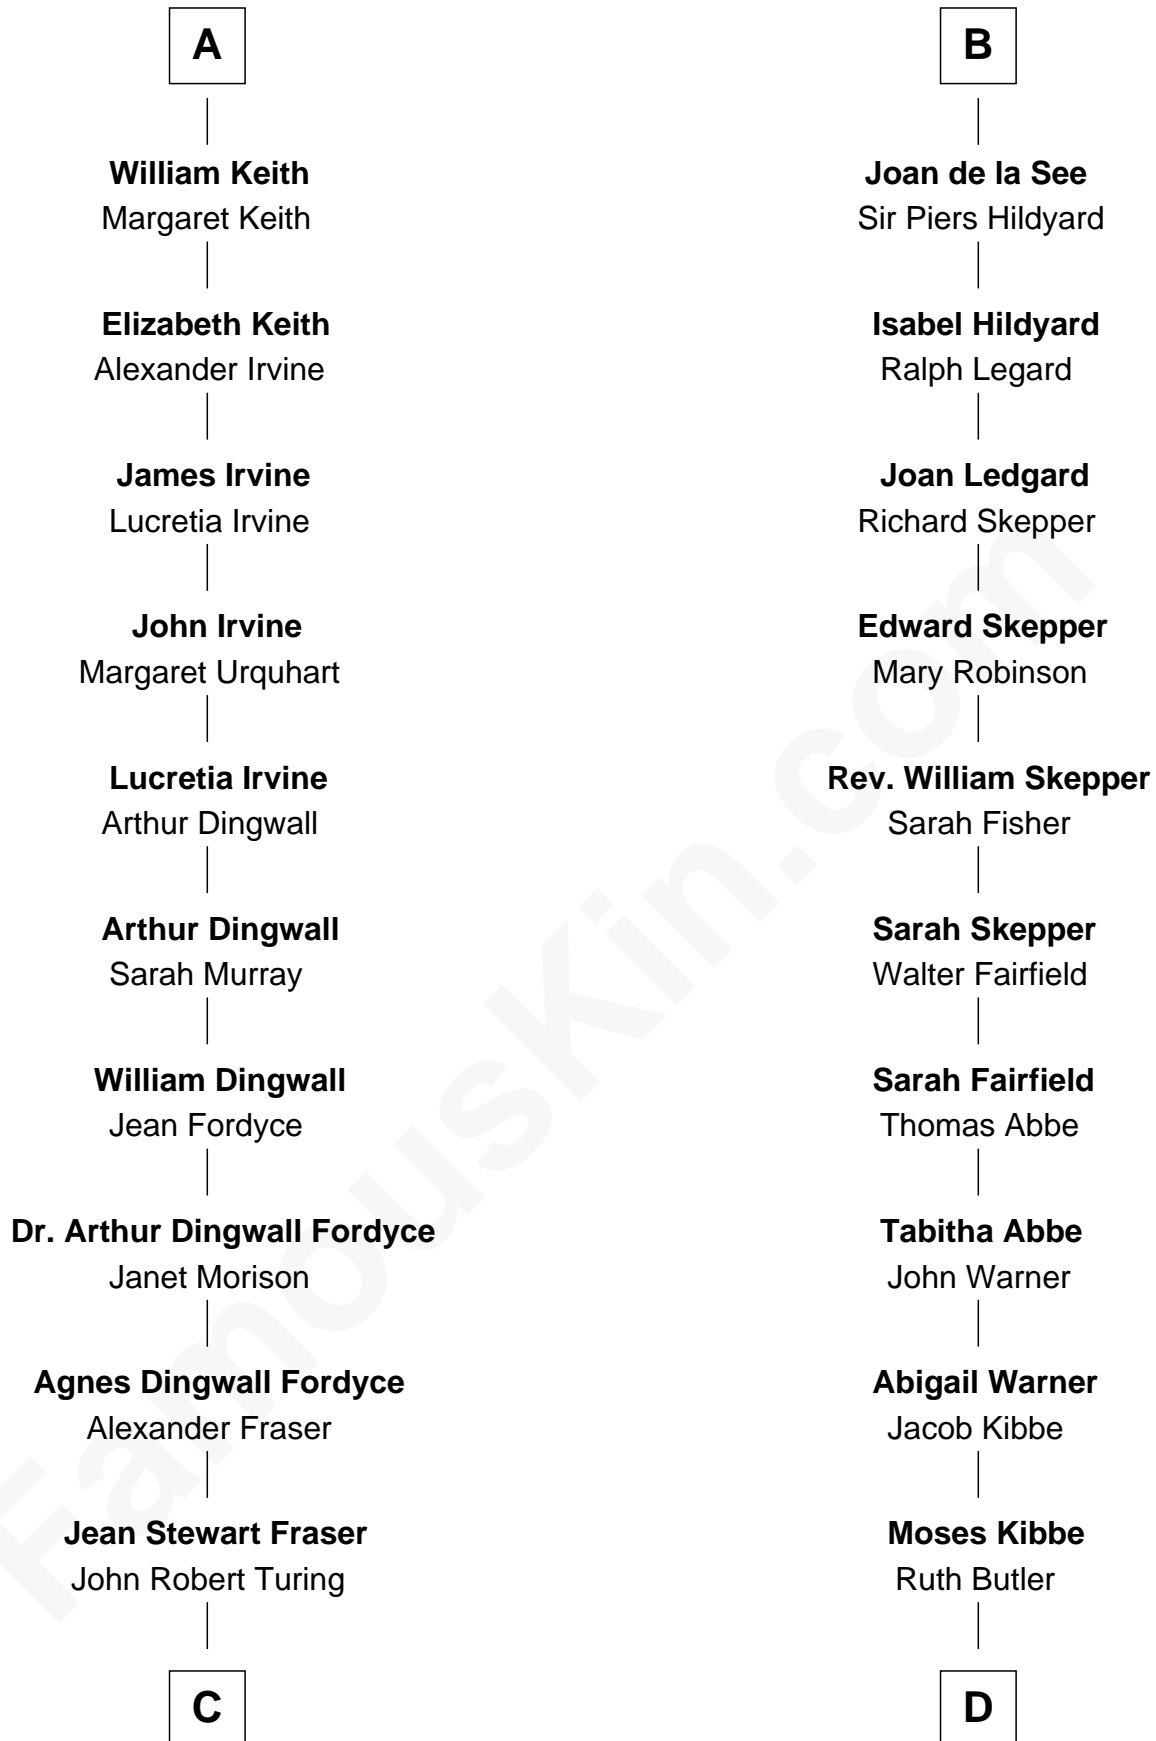 A
William Keith
Margaret Keith
Elizabeth Keith
Alexander Irvine
James Irvine
Lucretia Irvine
John Irvine
Margaret Urquhart
Lucretia Irvine
Arthur Dingwall
Arthur Dingwall
Sarah Murray
William Dingwall
Jean Fordyce
Dr. Arthur Dingwall Fordyce
Janet Morison
Agnes Dingwall Fordyce
Alexander Fraser
Jean Stewart Fraser
John Robert Turing
C
B
Joan de la See
Sir Piers Hildyard
Isabel Hildyard
Ralph Legard
Joan Ledgard
Richard Skepper
Edward Skepper
Mary Robinson
Rev. William Skepper
Sarah Fisher
Sarah Skepper
Walter Fairfield
Sarah Fairfield
Thomas Abbe
Tabitha Abbe
John Warner
Abigail Warner
Jacob Kibbe
Moses Kibbe
Ruth Butler
D
FamousKin.com